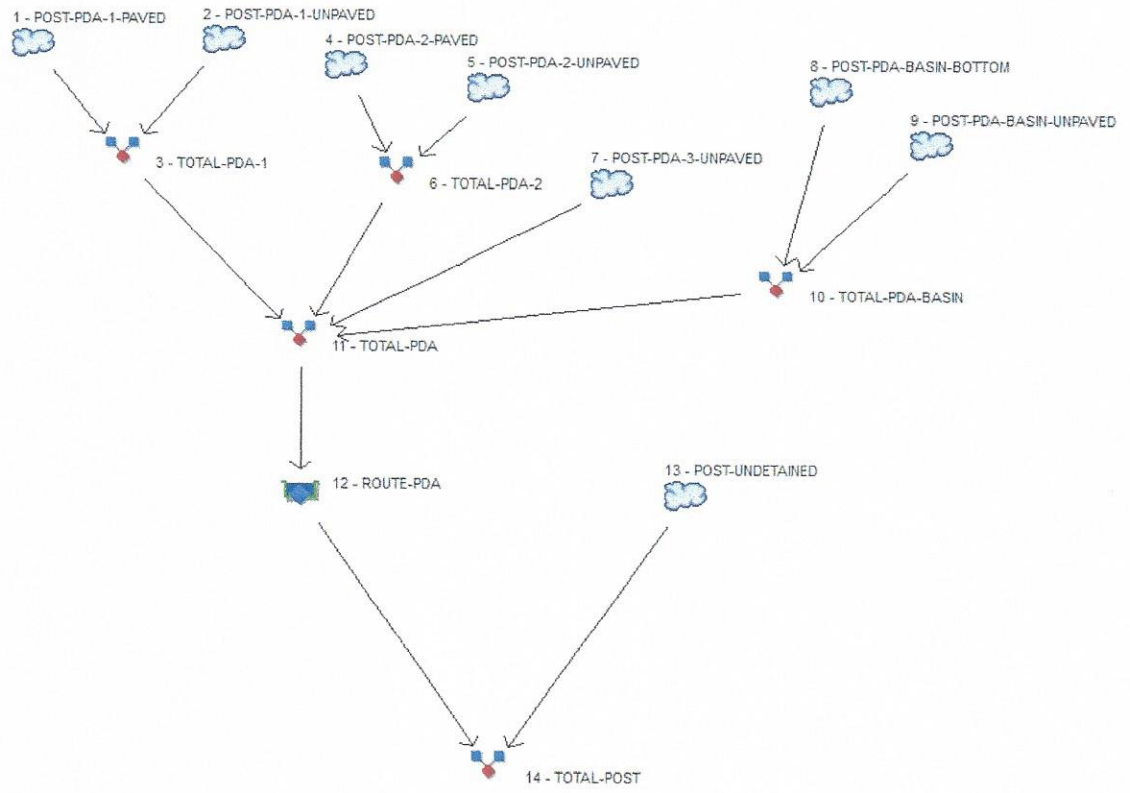 1 - POST-PDA-1-PAVED
2 - POST-PDA-1-UNPAVED
4 - POST-PDA-2-PAVED
5 - POST-PDA-2-UNPAVED
8 - POST-PDA-BASIN-BOTTOM
9 - POST-PDA-BASIN-UNPAVED
3 - TOTAL-PDA-1
6 - TOTAL-PDA-2
7 - POST-PDA-3-UNPAVED
10 - TOTAL-PDA-BASIN
11 - TOTAL-PDA
12 - ROUTE-PDA
13 - POST-UNDETAINED
14 - TOTAL-POST